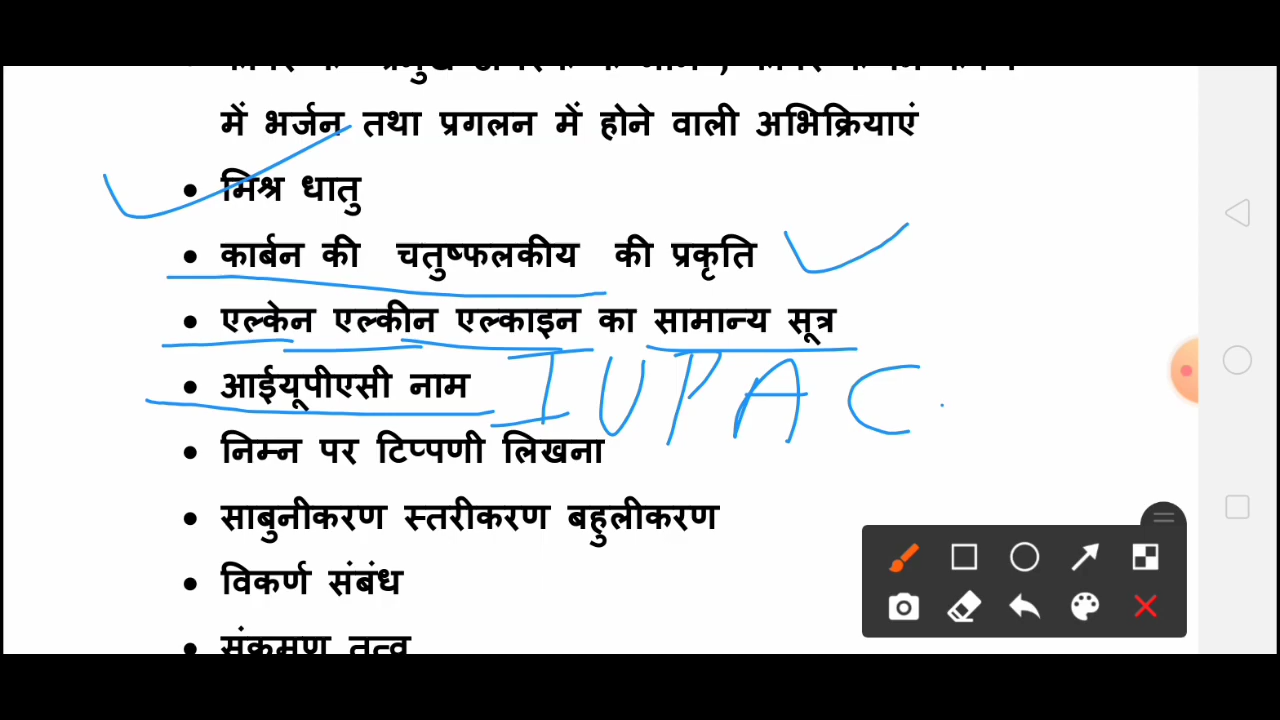 में भर्जन तथा प्रगलन में होने वाली अभिक्रियाएं
• मिश्र धातु
• कार्बन की चतुष्फलकीय की प्रकृति
• एल्केन एल्कीन एल्काइन का सामान्य सूत्र
• आईयूपीएसी नाम IUPAC
• निम्न पर टिप्पणी लिखना
• साबुनीकरण स्तरीकरण बहुलीकरण
• विकर्ण संबंध
• संक्रमण तत्व